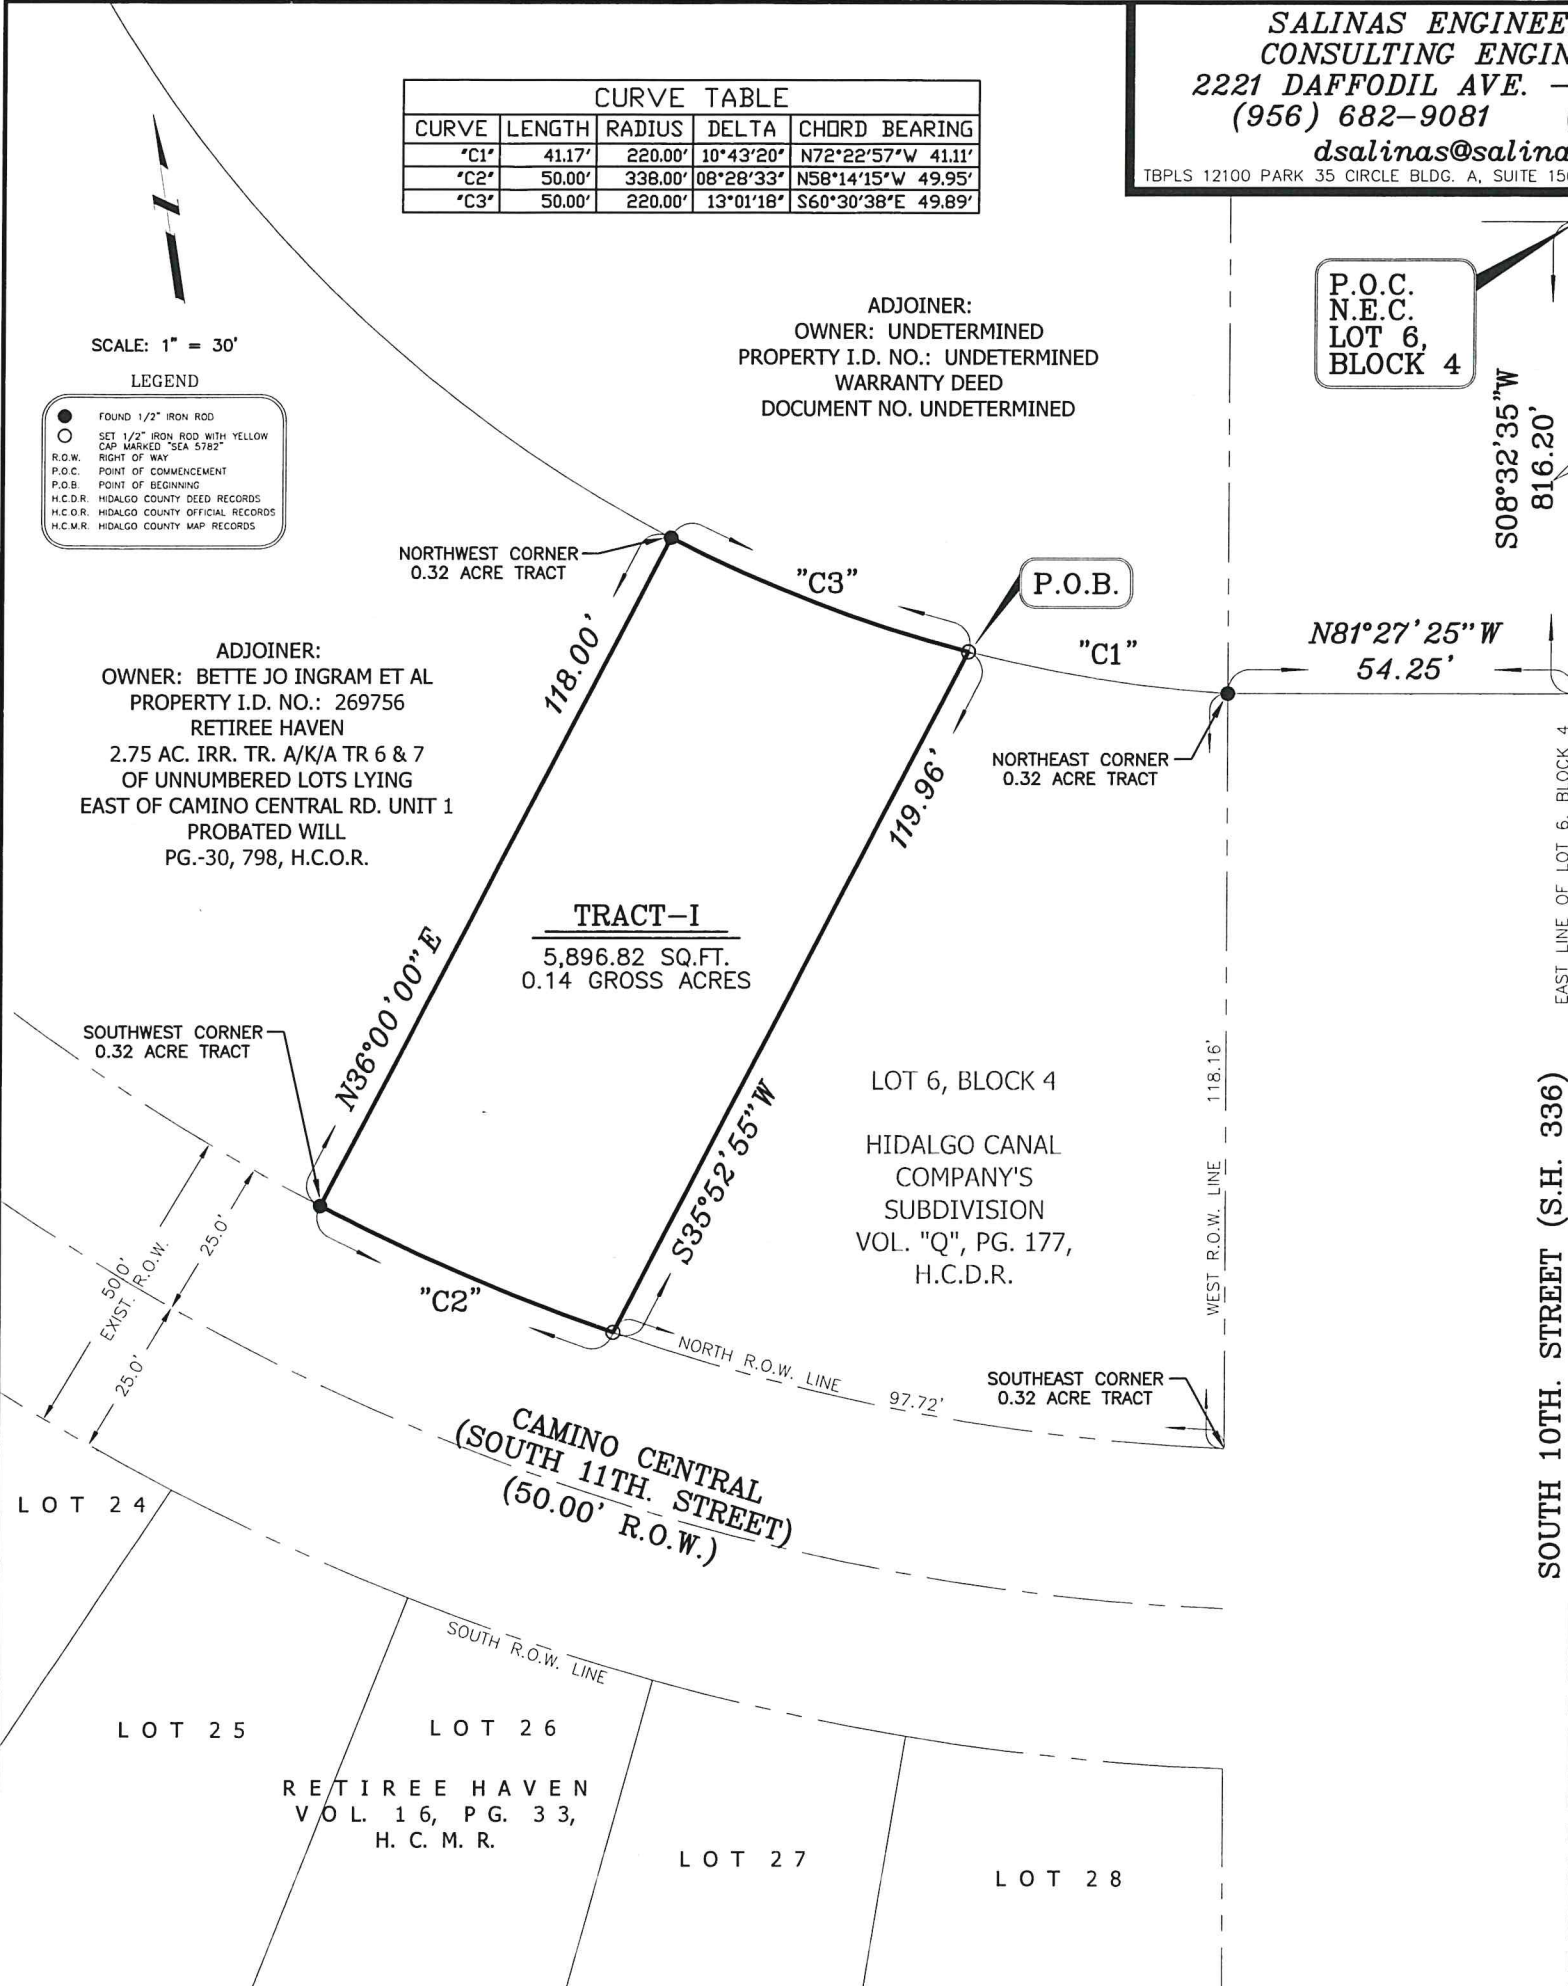 SALINAS ENGINEE
CONSULTING ENGIN
2221 DAFFODIL AVE. –
(956) 682–9081
dsalinas@salina
TBPLS 12100 PARK 35 CIRCLE BLDG. A, SUITE 15
CURVE TABLE
CURVE LENGTH RADIUS DELTA CHORD BEARING
"C1" 41.17' 220.00' 10°43'20" N72°22'57"W 41.11'
"C2" 50.00' 338.00' 08°28'33" N58°14'15"W 49.95'
"C3" 50.00' 220.00' 13°01'18" S60°30'38"E 49.89'
SCALE: 1" = 30'
LEGEND
FOUND 1/2" IRON ROD
SET 1/2" IRON ROD WITH YELLOW
CAP MARKED "SEA 5782"
R.O.W. RIGHT OF WAY
P.O.C. POINT OF COMMENCEMENT
P.O.B. POINT OF BEGINNING
H.C.D.R. HIDALGO COUNTY DEED RECORDS
H.C.O.R. HIDALGO COUNTY OFFICIAL RECORDS
H.C.M.R. HIDALGO COUNTY MAP RECORDS
ADJOINER:
OWNER: UNDETERMINED
PROPERTY I.D. NO.: UNDETERMINED
WARRANTY DEED
DOCUMENT NO. UNDETERMINED
P.O.C.
N.E.C.
LOT 6,
BLOCK 4
S08°32'35"W
816.20'
NORTHWEST CORNER
0.32 ACRE TRACT
"C3"
P.O.B.
"C1"
N81°27'25"W
54.25'
ADJOINER:
OWNER: BETTE JO INGRAM ET AL
PROPERTY I.D. NO.: 269756
RETIREE HAVEN
2.75 AC. IRR. TR. A/K/A TR 6 & 7
OF UNNUMBERED LOTS LYING
EAST OF CAMINO CENTRAL RD. UNIT 1
PROBATED WILL
PG.-30, 798, H.C.O.R.
118.00'
N36°00'00"E
119.96'
S35°52'55"W
NORTHEAST CORNER
0.32 ACRE TRACT
EAST LINE OF LOT 6, BLOCK 4
TRACT–I
5,896.82 SQ.FT.
0.14 GROSS ACRES
SOUTHWEST CORNER
0.32 ACRE TRACT
LOT 6, BLOCK 4
HIDALGO CANAL
COMPANY'S
SUBDIVISION
VOL. "Q", PG. 177,
H.C.D.R.
WEST R.O.W. LINE 118.16'
SOUTH 10TH. STREET (S.H. 336)
50.0'
EXIST. R.O.W.
25.0'
25.0'
"C2"
NORTH R.O.W. LINE 97.72'
SOUTHEAST CORNER
0.32 ACRE TRACT
CAMINO CENTRAL
(SOUTH 11TH. STREET)
(50.00' R.O.W.)
LOT 24
SOUTH R.O.W. LINE
LOT 25
LOT 26
RETIREE HAVEN
VOL. 16, PG. 33,
H. C. M. R.
LOT 27
LOT 28